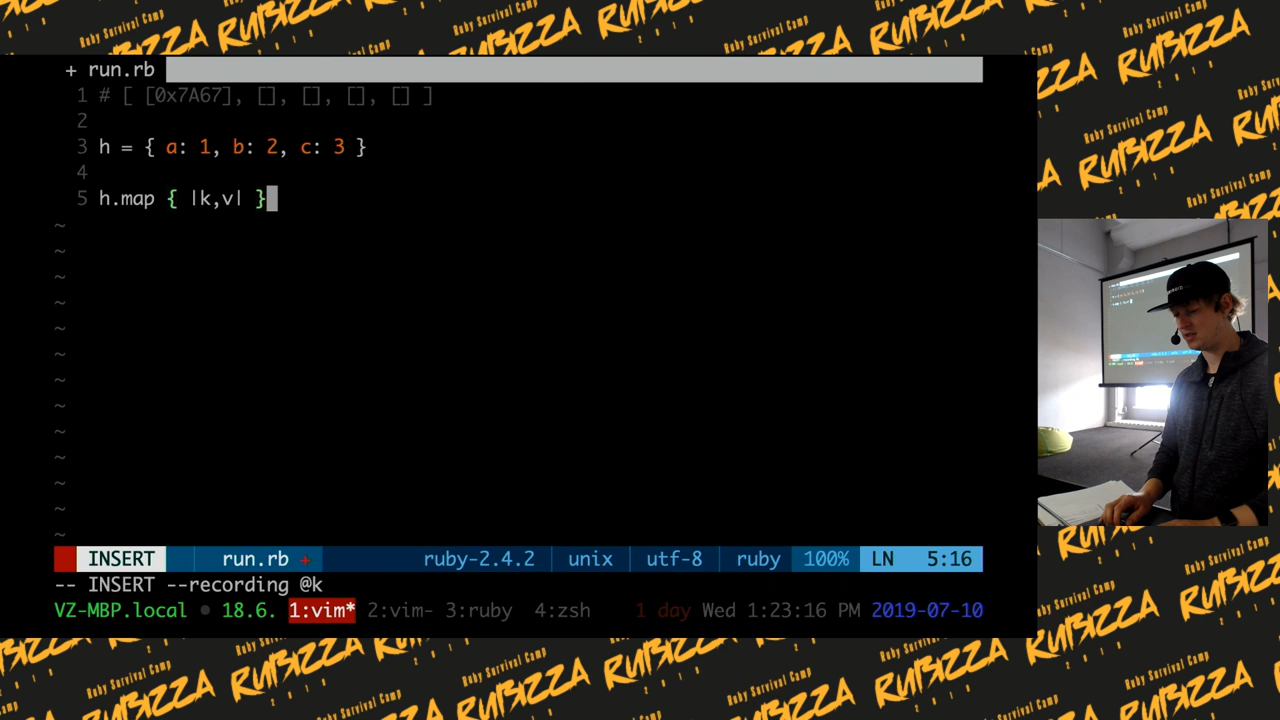 Ruby Survival Camp
RUBIZZA
2019
+ run.rb
1 # [ [0x7A67], [], [], [], [] ]
2
3 h = { a: 1, b: 2, c: 3 }
4
5 h.map { |k,v| }
~
~
~
~
~
~
~
~
~
~
~
~
~
INSERT run.rb + ruby-2.4.2 unix utf-8 ruby 100% LN 5:16
-- INSERT --recording @k
VZ-MBP.local • 18.6. 1:vim* 2:vim- 3:ruby 4:zsh 1 day Wed 1:23:16 PM 2019-07-10